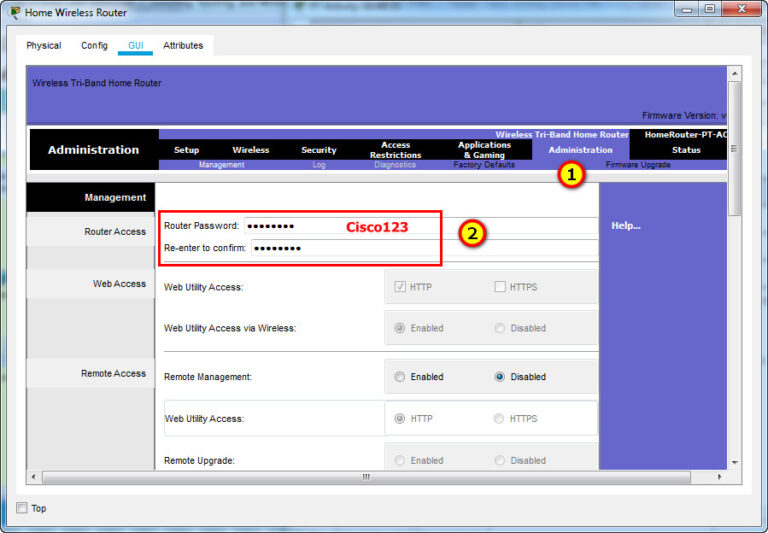 Home Wireless Router
Physical Config GUI Attributes
Wireless Tri-Band Home Router
Firmware Version: v
Wireless Tri-Band Home Router HomeRouter-PT-AC
Administration Setup Wireless Security Access Restrictions Applications & Gaming Administration Status
Management Log Diagnostics Factory Defaults Firmware Upgrade
1
Management
Router Access Router Password: •••••••• Cisco123
Re-enter to confirm: ••••••••
2
Help...
Web Access Web Utility Access: HTTP HTTPS
Web Utility Access via Wireless: Enabled Disabled
Remote Access Remote Management: Enabled Disabled
Web Utility Access: HTTP HTTPS
Remote Upgrade: Enabled Disabled
Top